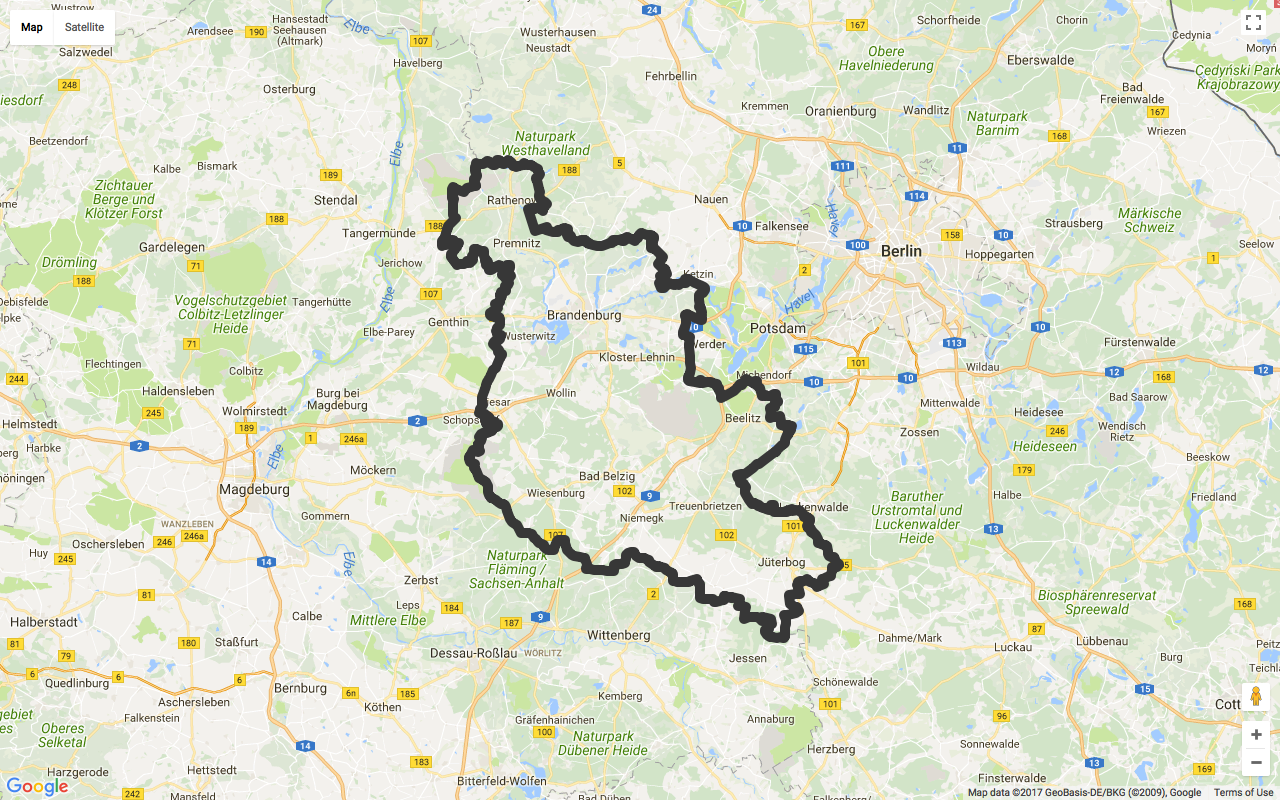 Wustrow
Map
Satellite
Salzwedel
Arendsee
190
Hansestadt
Seehausen
(Altmark)
Elbe
107
Havelberg
24
Wusterhausen
Neustadt
Fehrbellin
167
Schorfheide
Chorin
Cedynia
Moryń
Obere
Havelniederung
Eberswalde
Cedyński Park
Krajobrazowy
248
Osterburg
Kremmen
Oranienburg
Wandlitz
Bad
Freienwalde
167
Wriezen
Naturpark
Barnim
168
Beetzendorf
Kalbe
Bismark
189
Elbe
Naturpark
Westhavelland
188
5
11
111
114
Zichtauer
Berge und
Klötzer Forst
Stendal
Rathenow
Nauen
188
Tangermünde
188
Premnitz
10
Falkensee
Havel
100
Berlin
158
10
Strausberg
Märkische
Schweiz
Seelow
Gardelegen
71
Jerichow
Hoppegarten
1
Drömling
188
Ketzin
2
Vogelschutzgebiet
Colbitz-Letzlinger
Heide
Tangerhütte
Elbe
107
Genthin
Brandenburg
Havel
Potsdam
10
Elbe-Parey
Wusterwitz
10
Werder
115
113
Fürstenwalde
71
Flechtingen
Colbitz
Kloster Lehnin
101
Wildau
244
Haldensleben
Burg bei
Magdeburg
Wollin
Michendorf
10
10
12
168
12
245
Wolmirstedt
Mittenwalde
Bad Saarow
Helmstedt
189
2
Beelitz
Zossen
Heidesee
246
Heideseen
Wendisch
Rietz
Harbke
2
1
246a
Elbe
Möckern
Bad Belzig
179
Beeskow
Magdeburg
Wiesenburg
102
9
Treuenbrietzen
Luckenwalde
Baruther
Urstromtal und
Luckenwalder
Heide
Halbe
Friedland
Gommern
Niemegk
WANZLEBEN
246a
246
Oschersleben
Huy
245
107
102
101
13
14
Elbe
Naturpark
Fläming /
Sachsen-Anhalt
Jüterbog
Zerbst
81
Leps
184
2
Biosphärenreservat
Spreewald
168
Halberstadt
Calbe
Mittlere Elbe
187
9
Wittenberg
Dahme/Mark
87
Lübbenau
81
180
Staßfurt
Dessau-Roßlau
WÖRLITZ
Jessen
Luckau
Burg
79
6
6
6
Quedlinburg
Bernburg
6n
185
Kemberg
Schönewalde
15
Aschersleben
Köthen
101
Falkenstein
Gräfenhainichen
100
Annaburg
96
Oberes
Selketal
14
Naturpark
Dübener Heide
Herzberg
Sonnewalde
183
13
169
Harzgerode
Hettstedt
Bitterfeld-Wolfen
Finsterwalde
Google
242
Mansfeld
Bad Düben
Falkenberg/
Map data ©2017 GeoBasis-DE/BKG (©2009), Google
Terms of Use